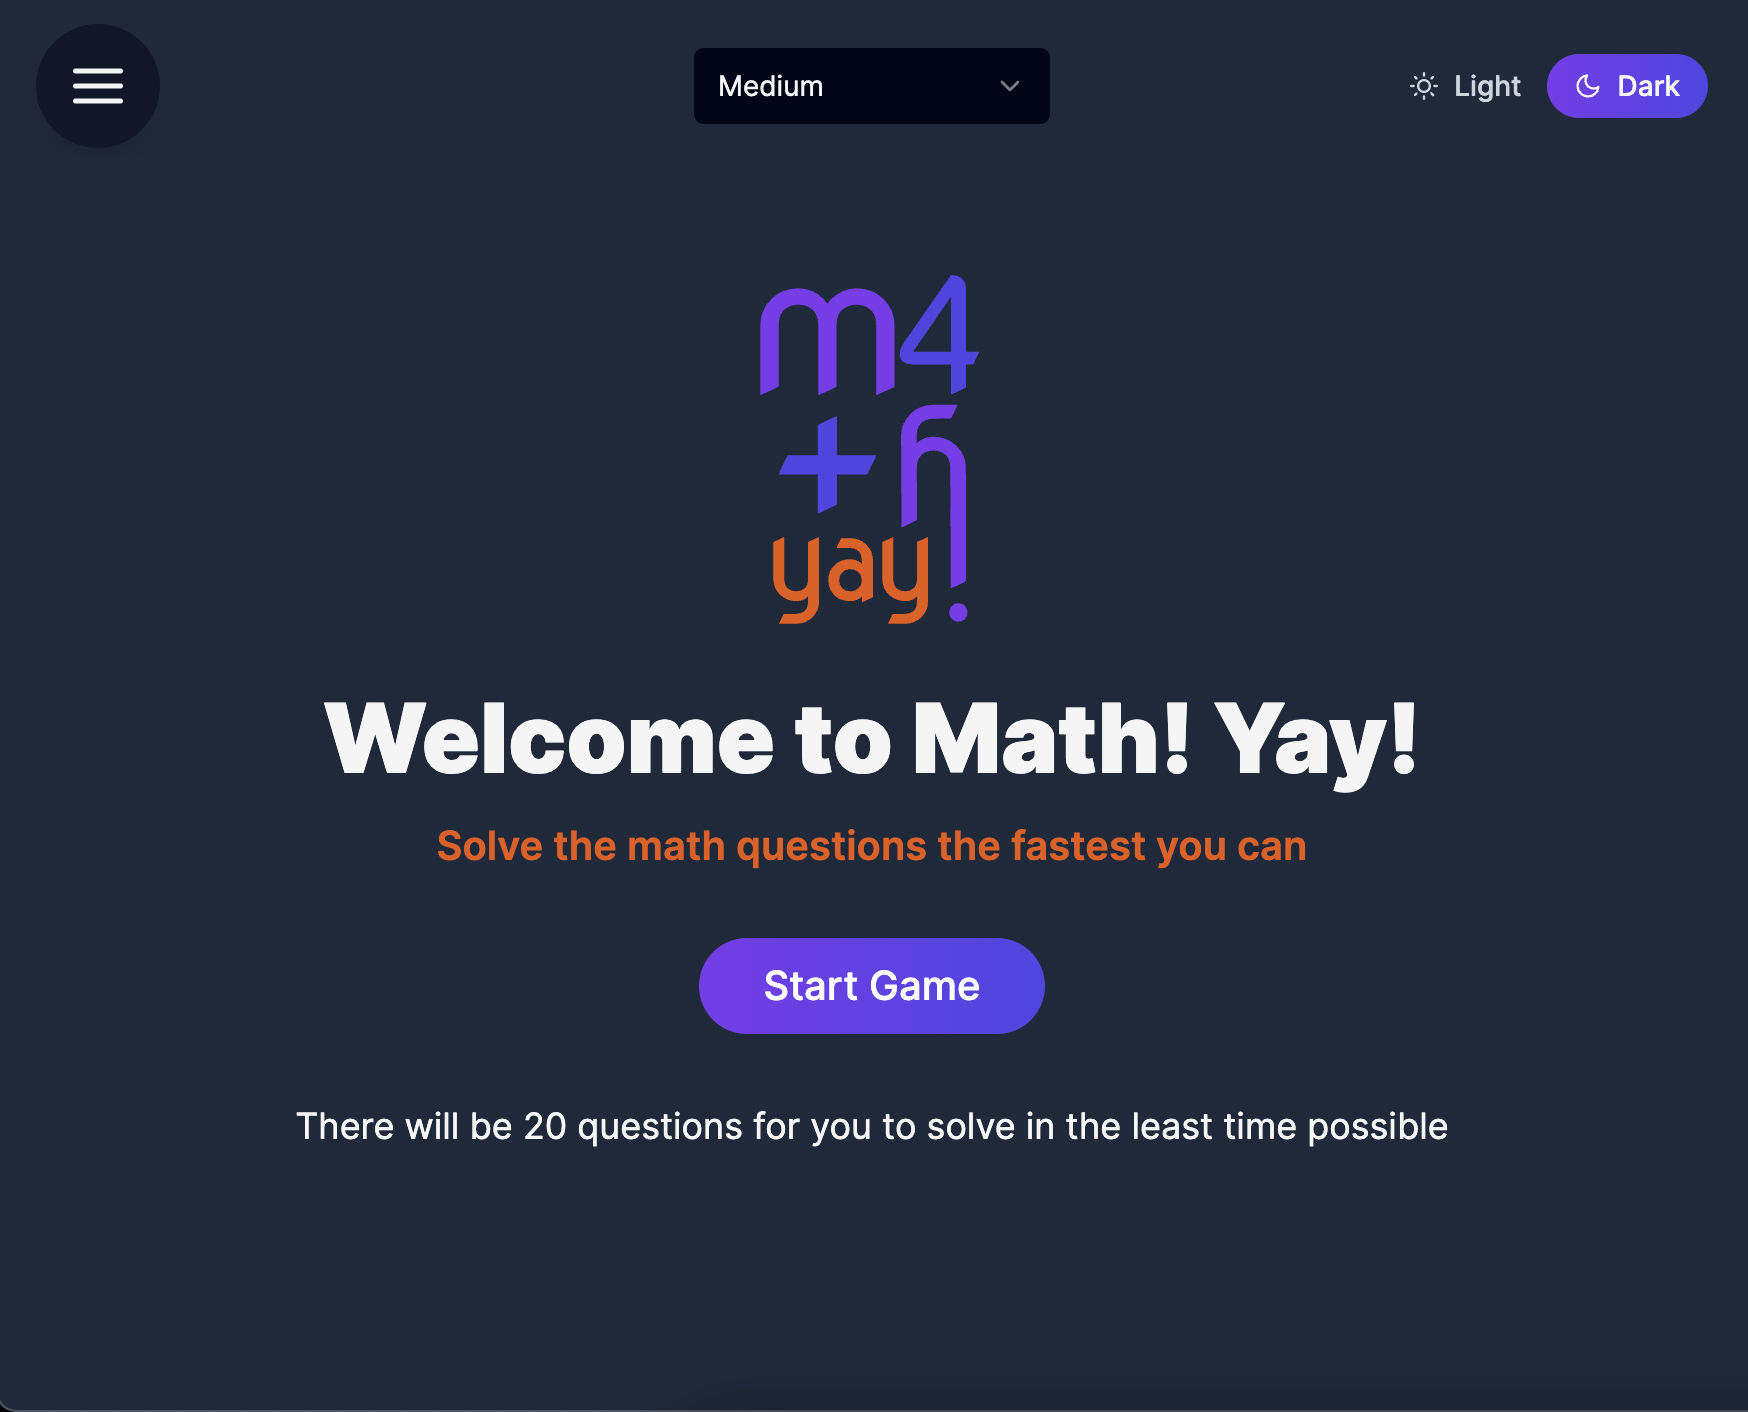 Medium
Light
Dark
m4
+h
yay!
Welcome to Math! Yay!
Solve the math questions the fastest you can
Start Game
There will be 20 questions for you to solve in the least time possible